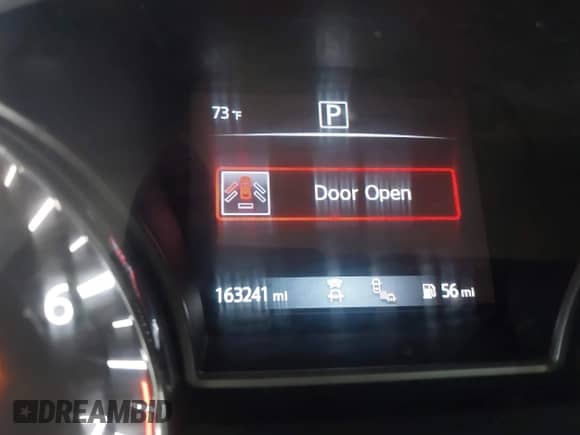 73 °F P
Door Open
163241 mi 56 mi
6
DREAMBID